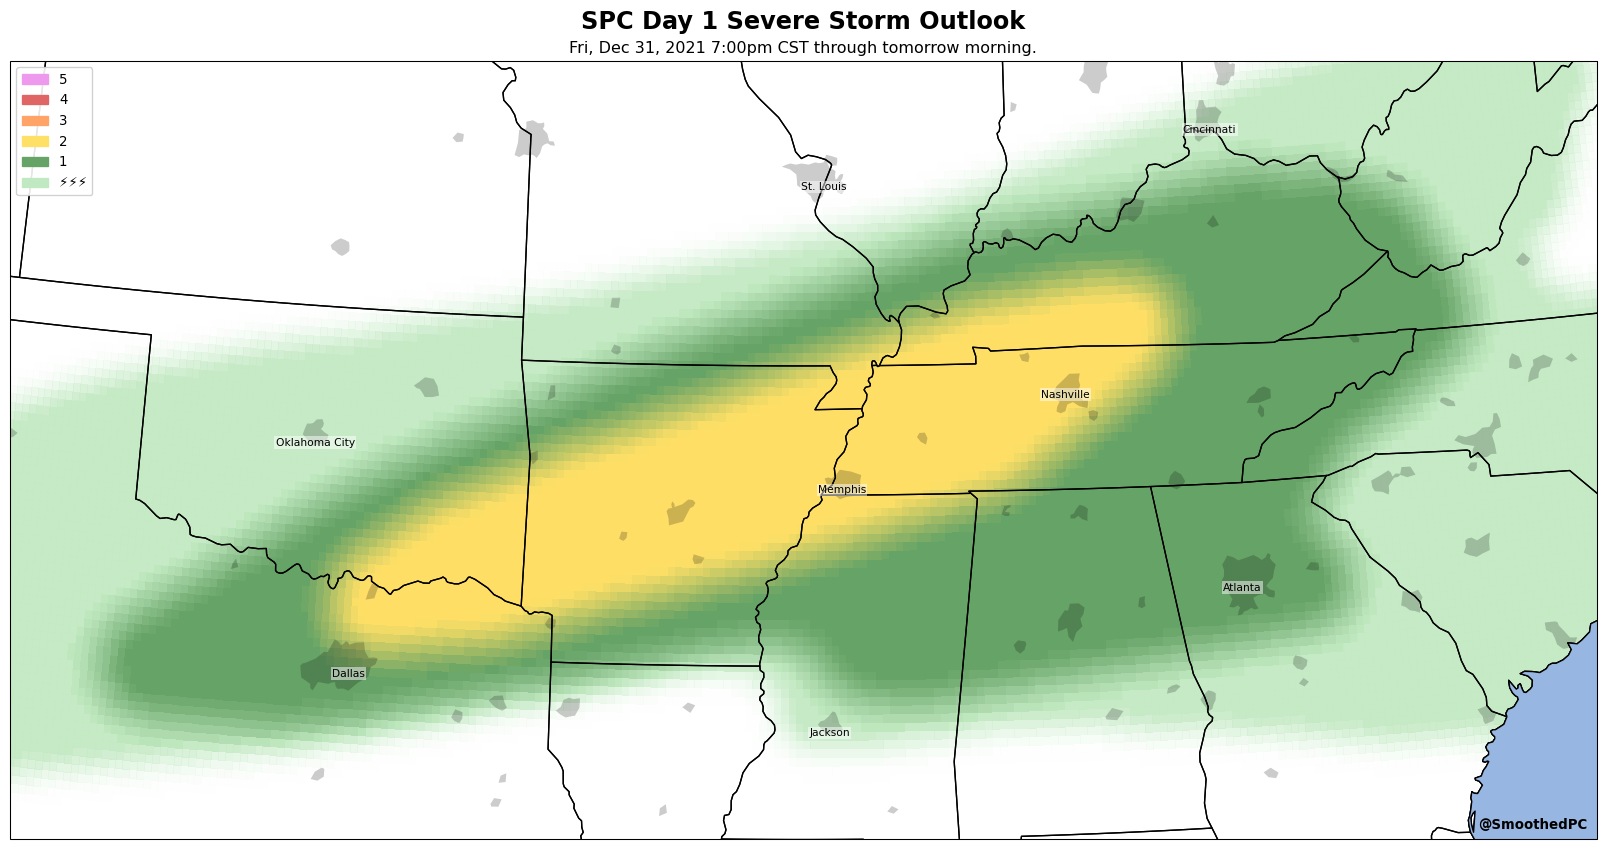 SPC Day 1 Severe Storm Outlook
Fri, Dec 31, 2021 7:00pm CST through tomorrow morning.
5
4
3
2
1
⚡⚡⚡
Cincinnati
St. Louis
Nashville
Oklahoma City
Memphis
Atlanta
Dallas
Jackson
@SmoothedPC